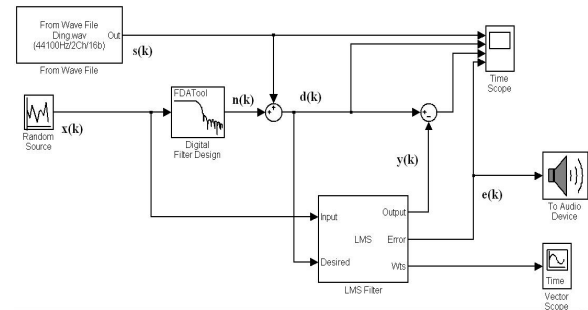 From Wave File
Ding.wav
(44100Hz/2Ch/16b)
Out
From Wave File
s(k)
Time
Scope
FDATool
Digital
Filter Design
n(k)
d(k)
Random
Source
x(k)
y(k)
Input
Output
LMS
Error
Desired
Wts
LMS Filter
e(k)
To Audio
Device
Time
Vector
Scope